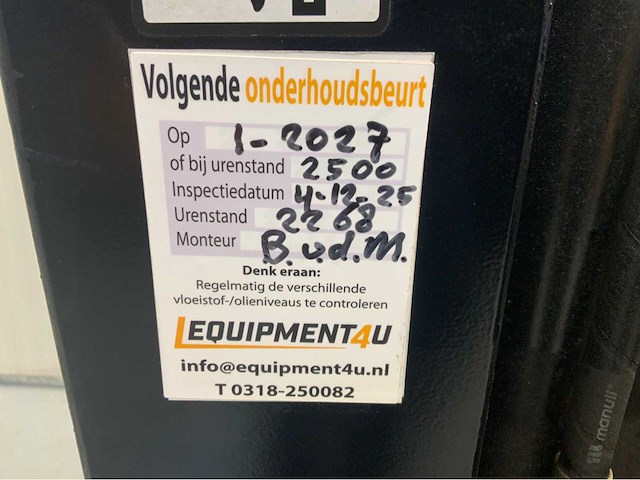 Volgende onderhoudsbeurt
Op 1-2027
of bij urenstand 2500
Inspectiedatum 4-12-25
Urenstand 2268
Monteur B.v.d.M.
Denk eraan:
Regelmatig de verschillende
vloeistof-/olieniveaus te controleren
EQUIPMENT4U
info@equipment4u.nl
T 0318-250082
manuli